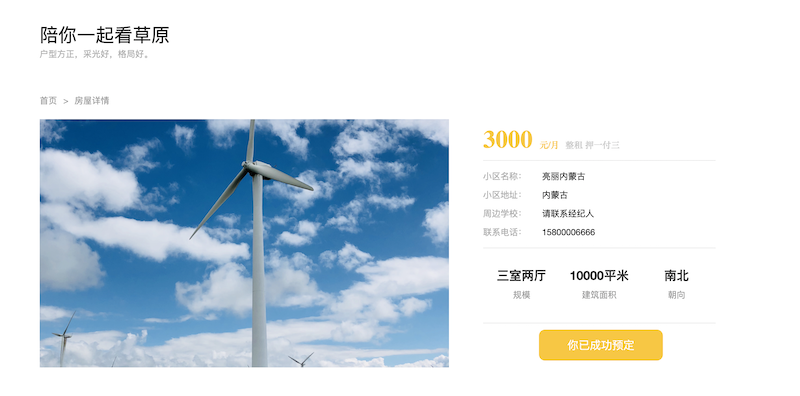 陪你一起看草原
户型方正，采光好，格局好。
首页 > 房屋详情
3000 元/月 整租 押一付三
小区名称： 亮丽内蒙古
小区地址： 内蒙古
周边学校： 请联系经纪人
联系电话： 15800006666
三室两厅 10000平米 南北
规模 建筑面积 朝向
你已成功预定